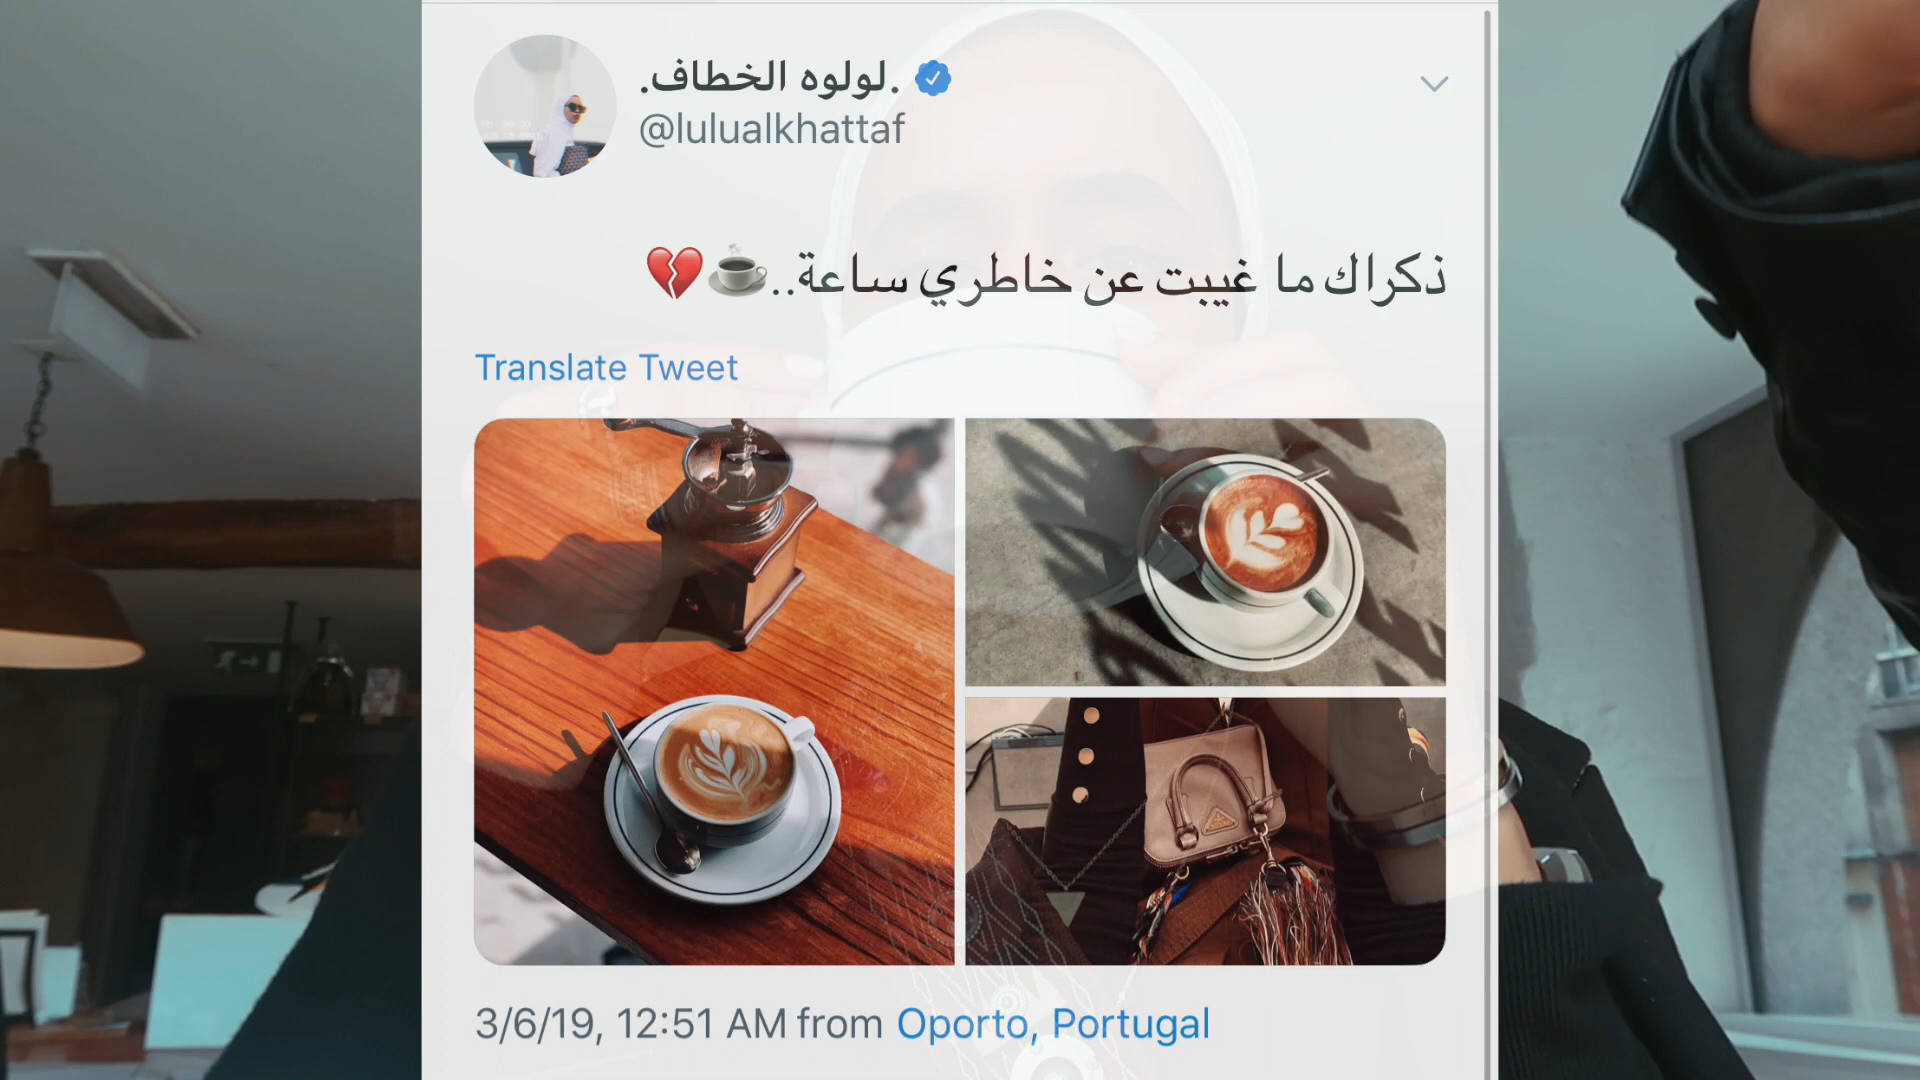 .لولوه الخطاف.
@lulualkhattaf
ذكراك ما غيبت عن خاطري ساعة..☕💔
Translate Tweet
3/6/19, 12:51 AM from Oporto, Portugal